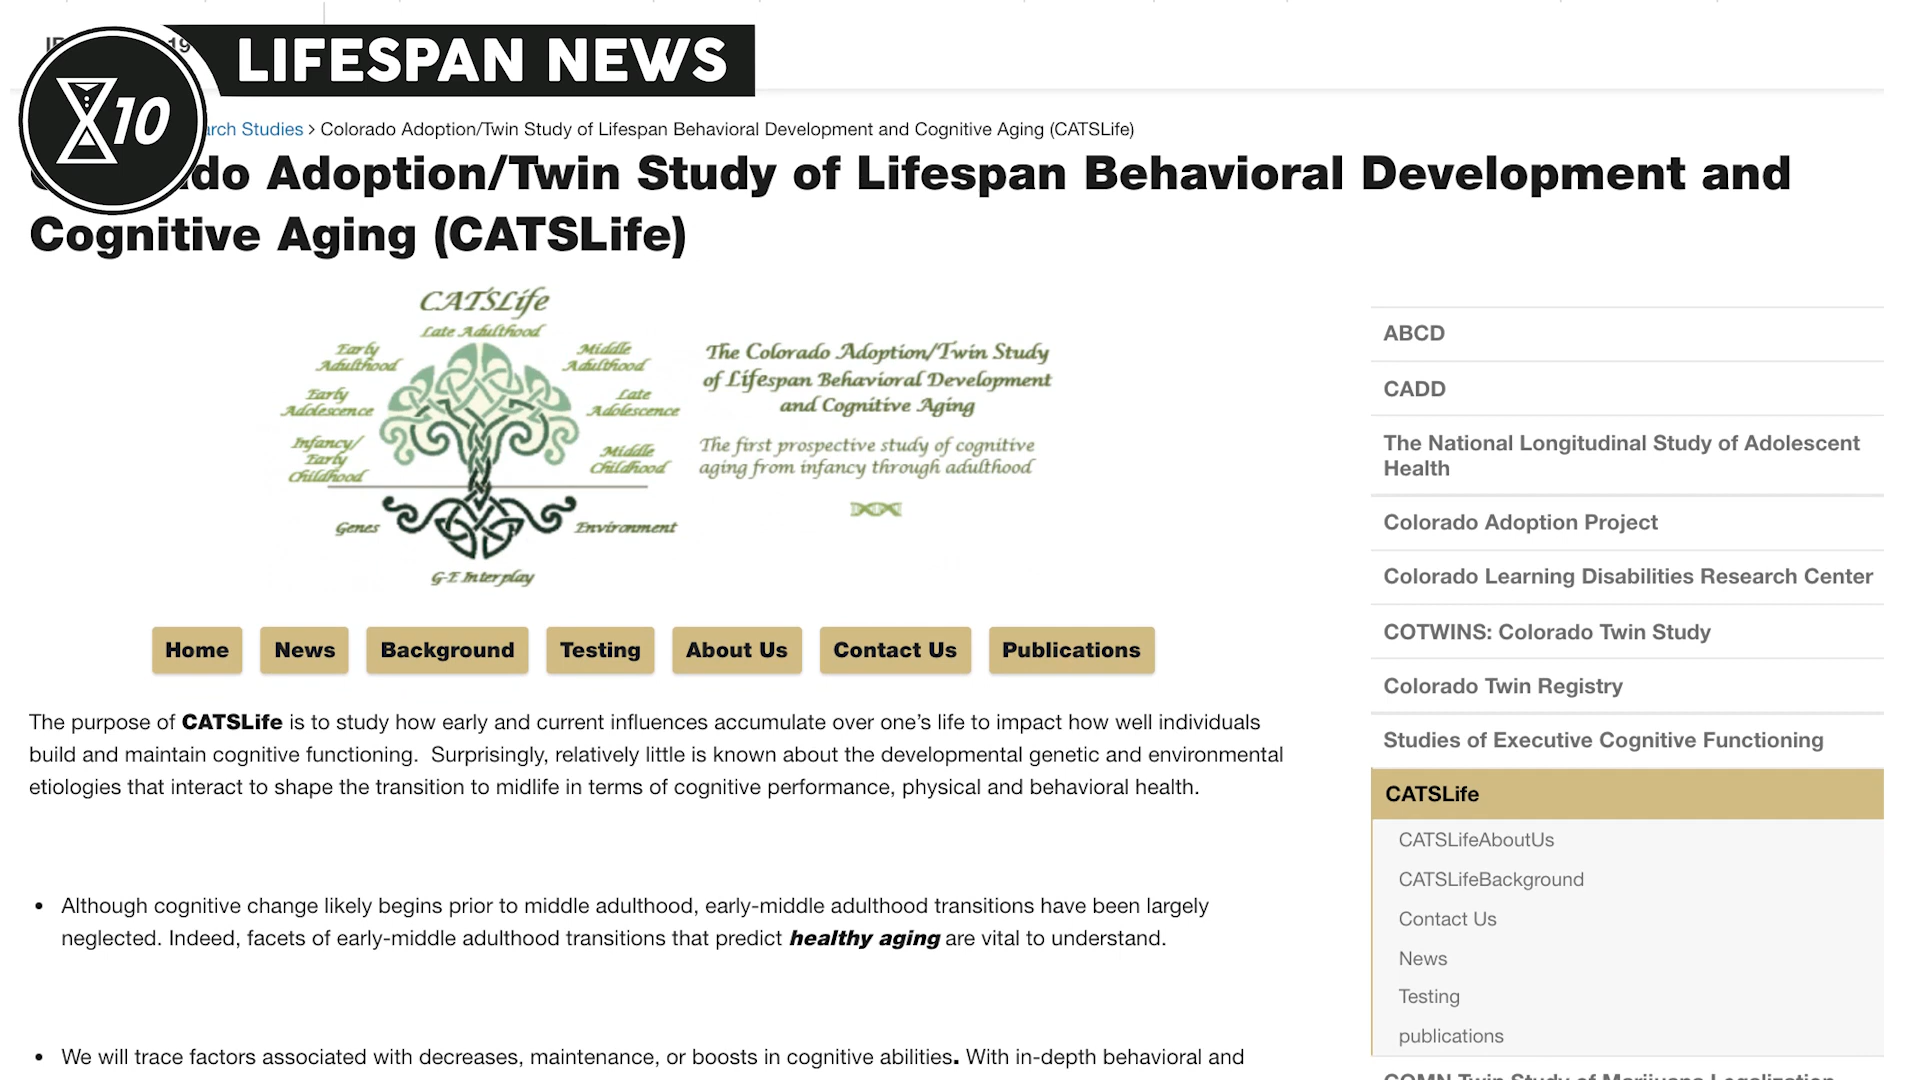 LIFESPAN NEWS
X10
Research Studies > Colorado Adoption/Twin Study of Lifespan Behavioral Development and Cognitive Aging (CATSLife)
Adoption/Twin Study of Lifespan Behavioral Development and
Cognitive Aging (CATSLife)
CATSLife
Late Adulthood
Early
Adulthood
Middle
Adulthood
Early
Adolescence
Late
Adolescence
Infancy/
Early
Childhood
Middle
Childhood
Genes
Environment
G-E Interplay
The Colorado Adoption/Twin Study
of Lifespan Behavioral Development
and Cognitive Aging
The first prospective study of cognitive
aging from infancy through adulthood
Home
News
Background
Testing
About Us
Contact Us
Publications
The purpose of CATSLife is to study how early and current influences accumulate over one’s life to impact how well individuals
build and maintain cognitive functioning.  Surprisingly, relatively little is known about the developmental genetic and environmental
etiologies that interact to shape the transition to midlife in terms of cognitive performance, physical and behavioral health.
• Although cognitive change likely begins prior to middle adulthood, early-middle adulthood transitions have been largely
neglected. Indeed, facets of early-middle adulthood transitions that predict healthy aging are vital to understand.
• We will trace factors associated with decreases, maintenance, or boosts in cognitive abilities. With in-depth behavioral and
ABCD
CADD
The National Longitudinal Study of Adolescent
Health
Colorado Adoption Project
Colorado Learning Disabilities Research Center
COTWINS: Colorado Twin Study
Colorado Twin Registry
Studies of Executive Cognitive Functioning
CATSLife
CATSLifeAboutUs
CATSLifeBackground
Contact Us
News
Testing
publications
COMN Twin Study of Marijuana Legalization